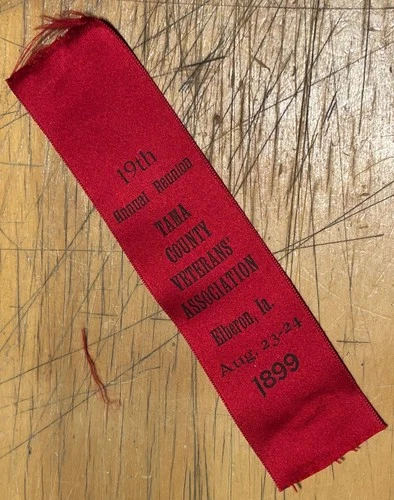 19th
Annual Reunion
TAMA
COUNTY
VETERANS'
ASSOCIATION
Elberon, Ia.
Aug. 23-24
1899